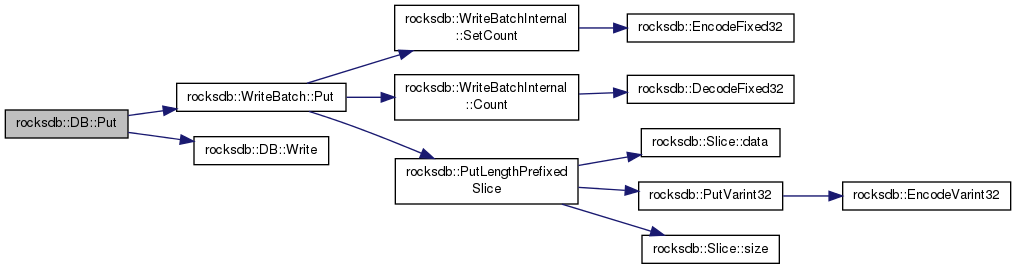 rocksdb::DB::Put
rocksdb::WriteBatch::Put
rocksdb::DB::Write
rocksdb::WriteBatchInternal
::SetCount
rocksdb::WriteBatchInternal
::Count
rocksdb::PutLengthPrefixed
Slice
rocksdb::EncodeFixed32
rocksdb::DecodeFixed32
rocksdb::Slice::data
rocksdb::PutVarint32
rocksdb::Slice::size
rocksdb::EncodeVarint32